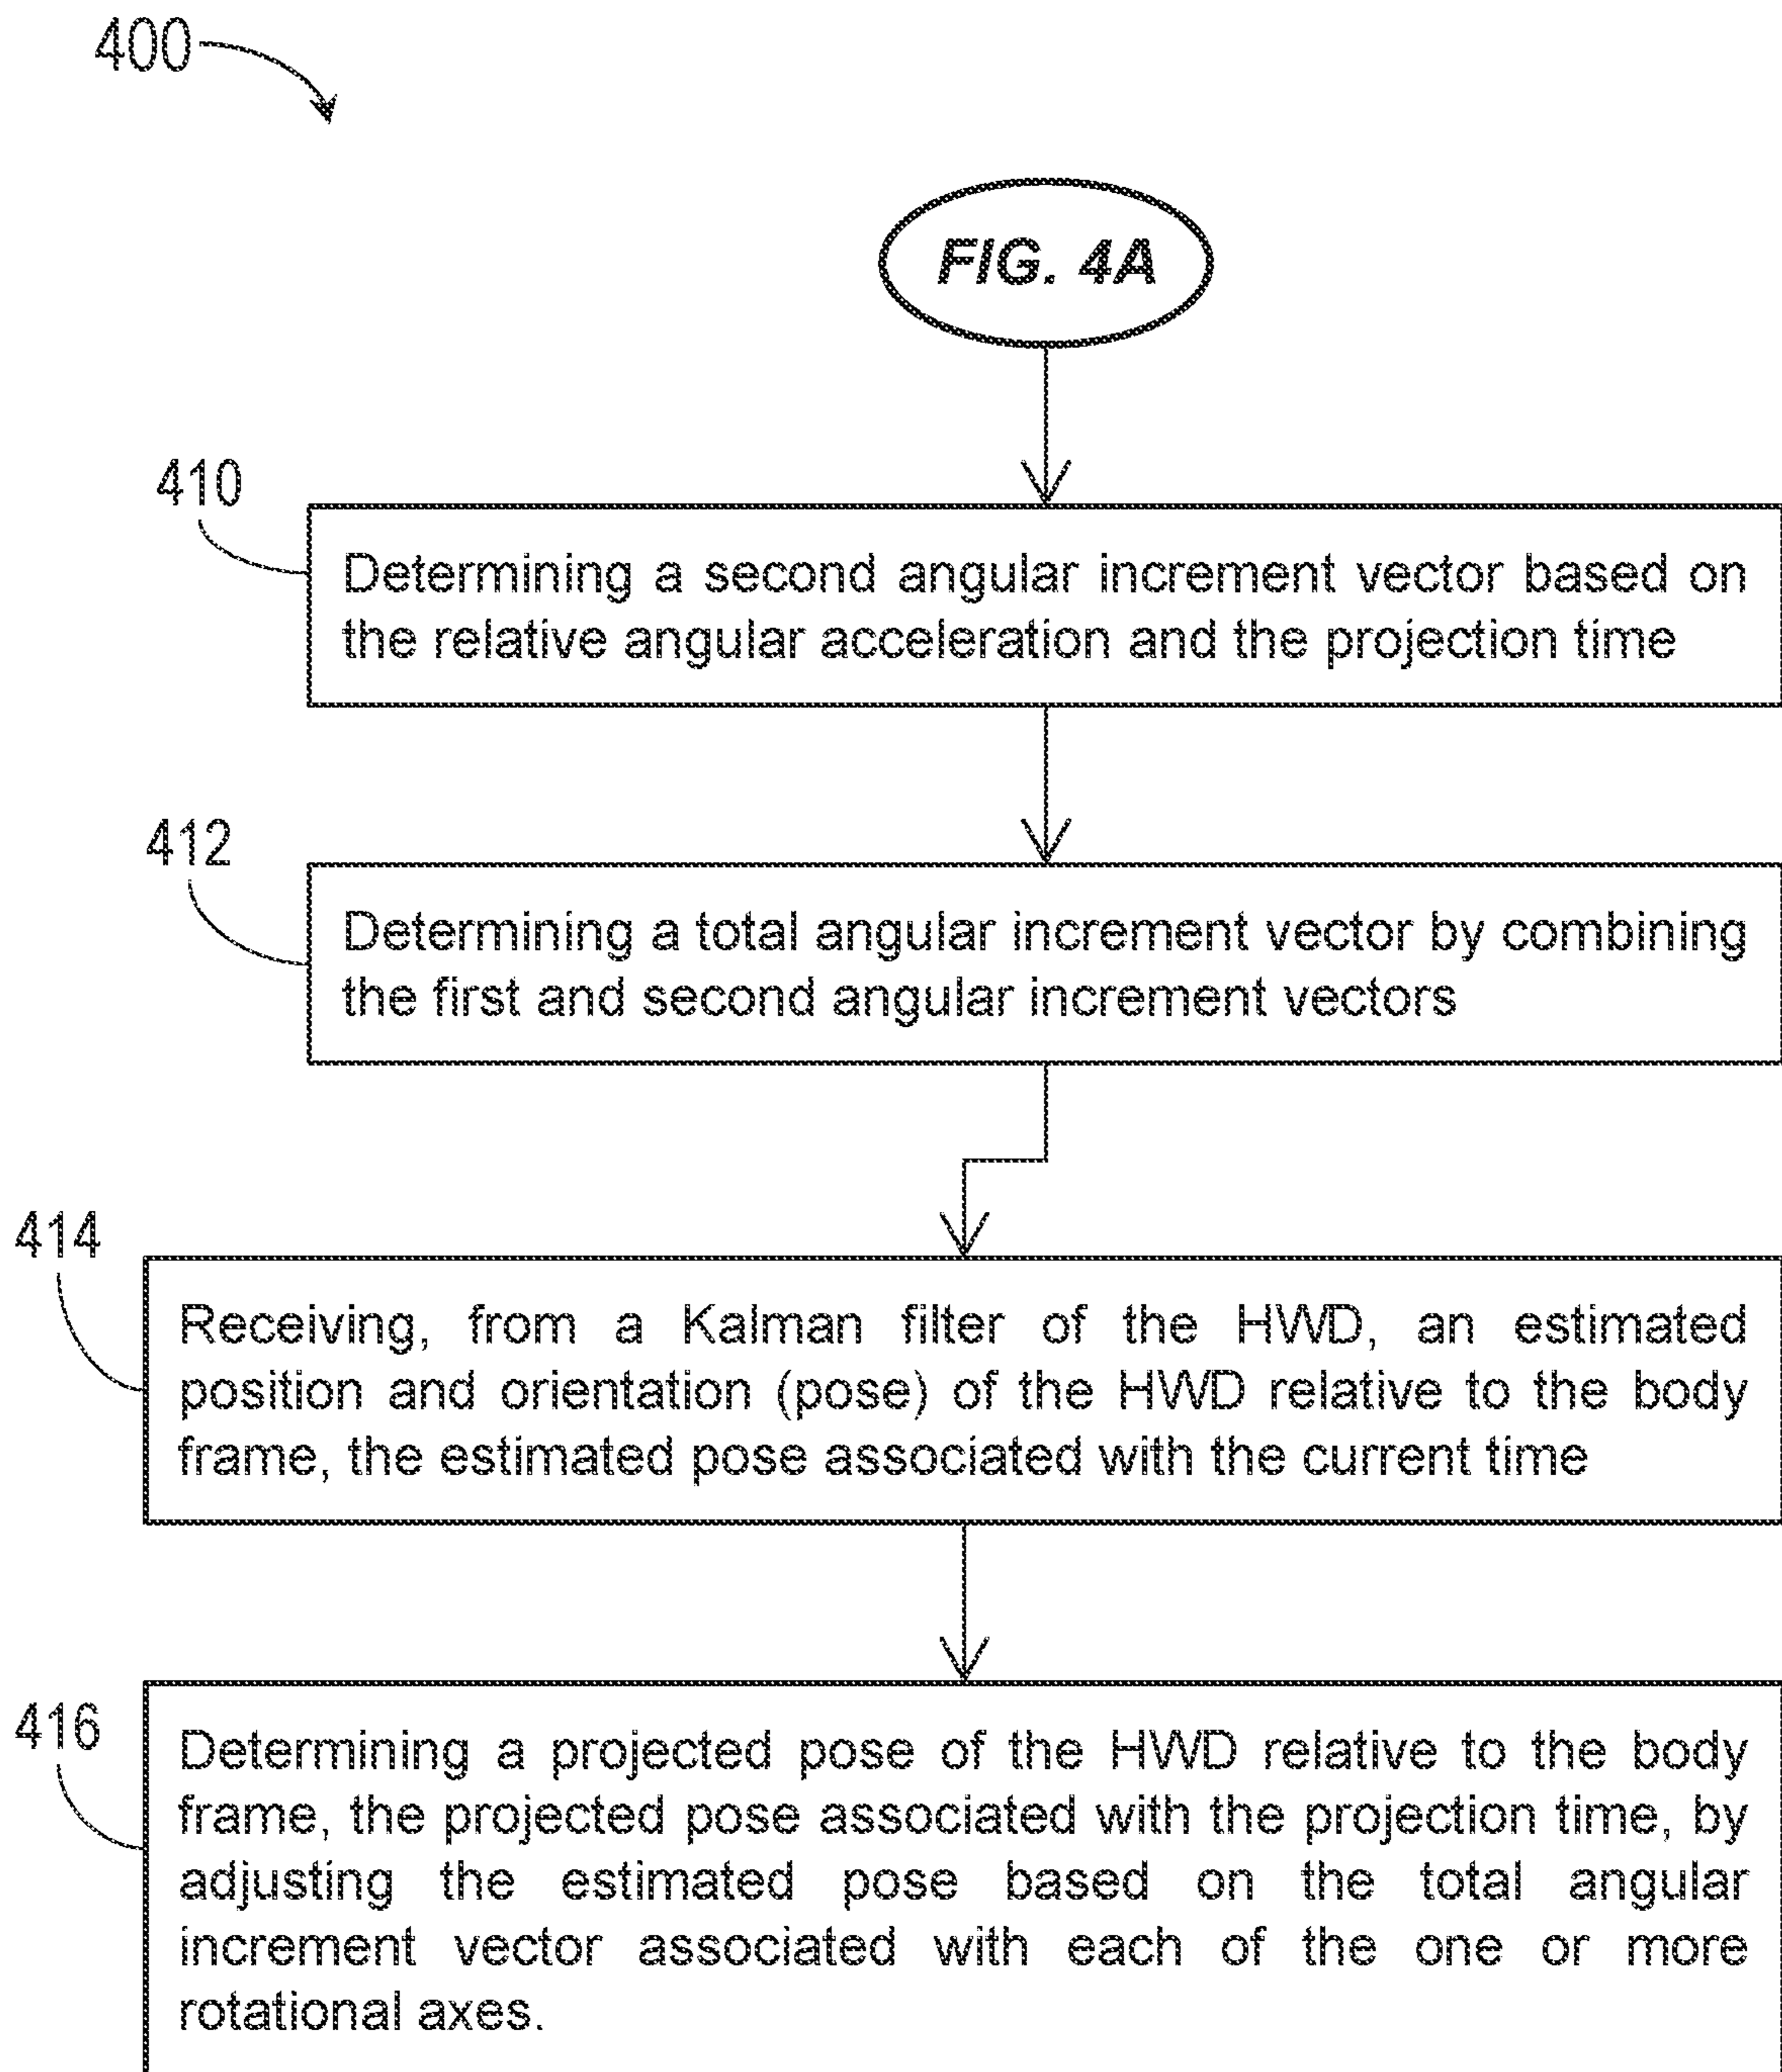 400
FIG. 4A
410
Determining a second angular increment vector based on
the relative angular acceleration and the projection time
412
Determining a total angular increment vector by combining
the first and second angular increment vectors
414
Receiving, from a Kalman filter of the HWD, an estimated
position and orientation (pose) of the HWD relative to the body
frame, the estimated pose associated with the current time
416
Determining a projected pose of the HWD relative to the body
frame, the projected pose associated with the projection time, by
adjusting the estimated pose based on the total angular
increment vector associated with each of the one or more
rotational axes.